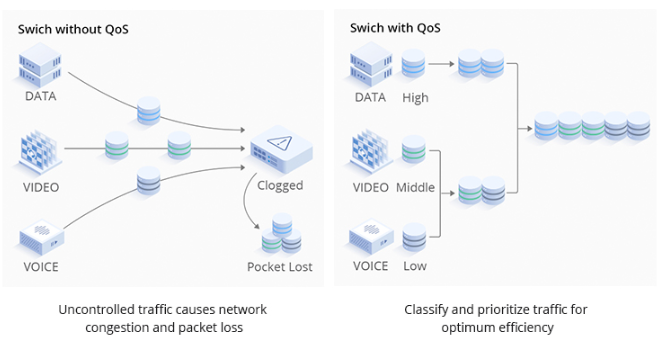 Swich without QoS
DATA
VIDEO
VOICE
Clogged
Pocket Lost
Uncontrolled traffic causes network
congestion and packet loss
Swich with QoS
DATA High
VIDEO Middle
VOICE Low
Classify and prioritize traffic for
optimum efficiency